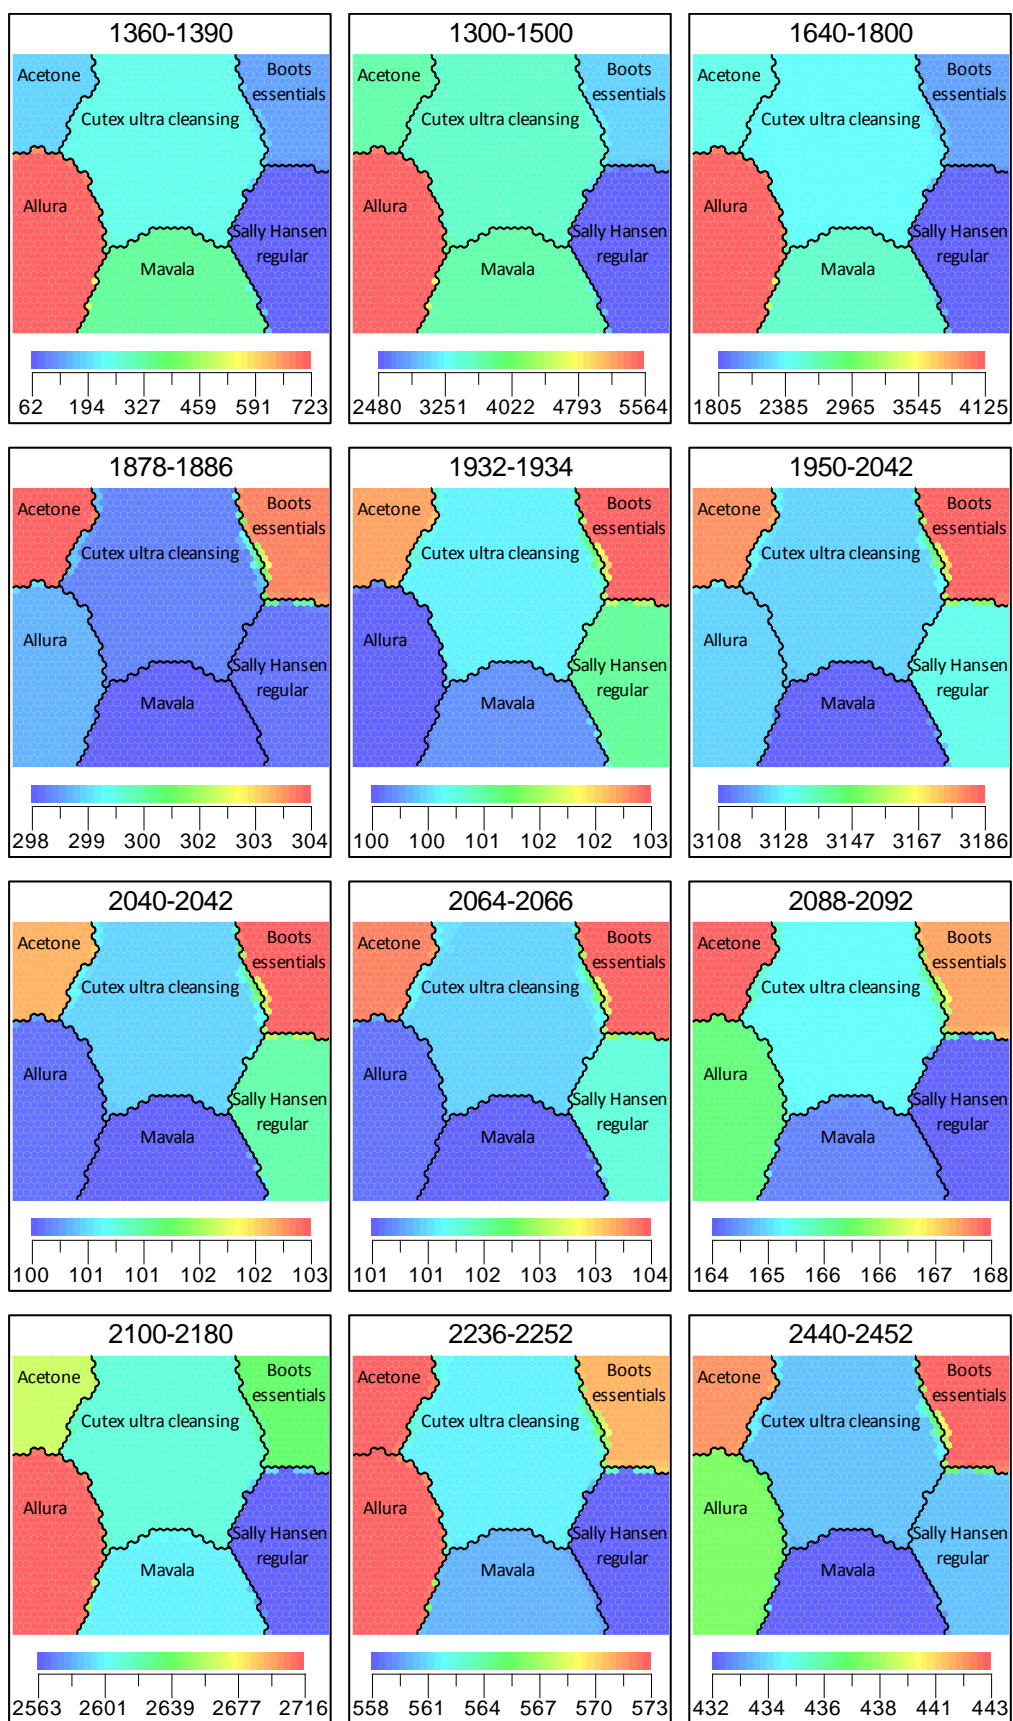 1360-1390
Acetone
Boots
essentials
Cutex ultra cleansing
Allura
Sally Hansen
regular
Mavala
62 194 327 459 591 723
1300-1500
Acetone
Boots
essentials
Cutex ultra cleansing
Allura
Sally Hansen
regular
Mavala
2480 3251 4022 4793 5564
1640-1800
Acetone
Boots
essentials
Cutex ultra cleansing
Allura
Sally Hansen
regular
Mavala
1805 2385 2965 3545 4125
1878-1886
Acetone
Boots
essentials
Cutex ultra cleansing
Allura
Sally Hansen
regular
Mavala
298 299 300 302 303 304
1932-1934
Acetone
Boots
essentials
Cutex ultra cleansing
Allura
Sally Hansen
regular
Mavala
100 100 101 102 102 103
1950-2042
Acetone
Boots
essentials
Cutex ultra cleansing
Allura
Sally Hansen
regular
Mavala
3108 3128 3147 3167 3186
2040-2042
Acetone
Boots
essentials
Cutex ultra cleansing
Allura
Sally Hansen
regular
Mavala
100 101 101 102 102 103
2064-2066
Acetone
Boots
essentials
Cutex ultra cleansing
Allura
Sally Hansen
regular
Mavala
101 101 102 103 103 104
2088-2092
Acetone
Boots
essentials
Cutex ultra cleansing
Allura
Sally Hansen
regular
Mavala
164 165 166 166 167 168
2100-2180
Acetone
Boots
essentials
Cutex ultra cleansing
Allura
Sally Hansen
regular
Mavala
2563 2601 2639 2677 2716
2236-2252
Acetone
Boots
essentials
Cutex ultra cleansing
Allura
Sally Hansen
regular
Mavala
558 561 564 567 570 573
2440-2452
Acetone
Boots
essentials
Cutex ultra cleansing
Allura
Sally Hansen
regular
Mavala
432 434 436 439 441 443